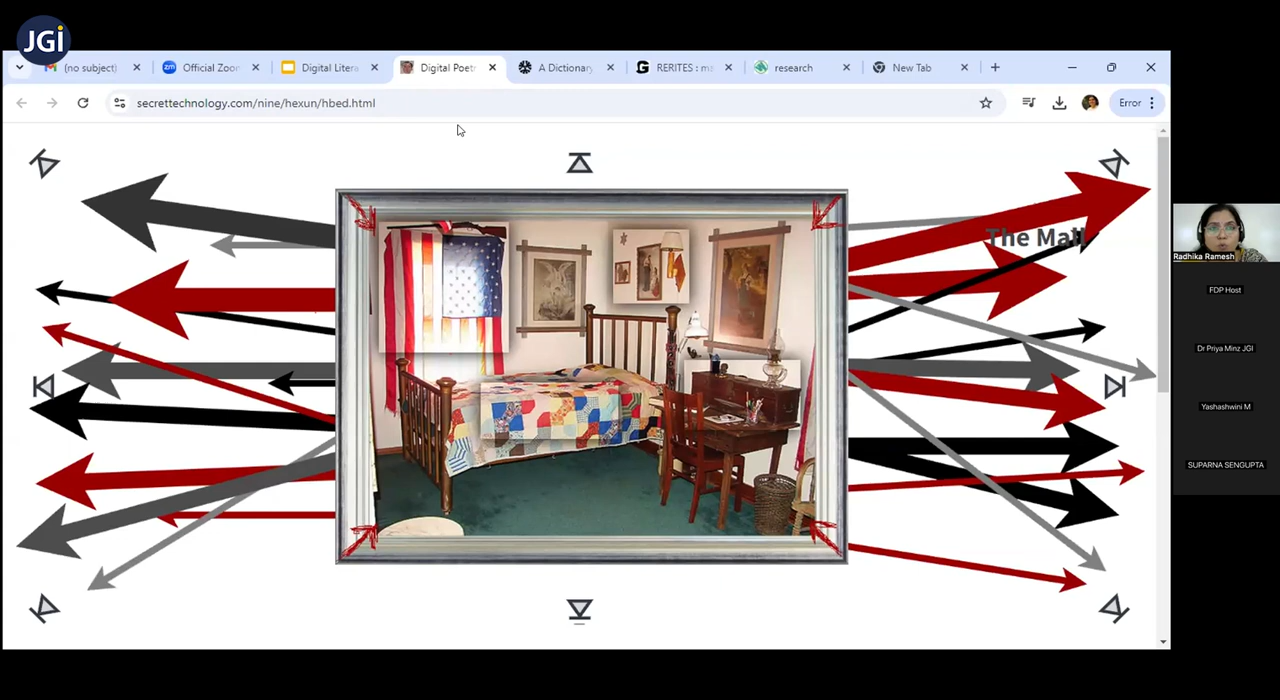 JGi
(no subject)
Official Zoom
Digital Litera
Digital Poetr
A Dictionary
RERITES : m
research
New Tab
secrettechnology.com/nine/hexun/hbed.html
Error
The Mall
Radhika Ramesh
FDP Host
Dr Priya Minz JGI
Yashashwini M
SUPARNA SENGUPTA